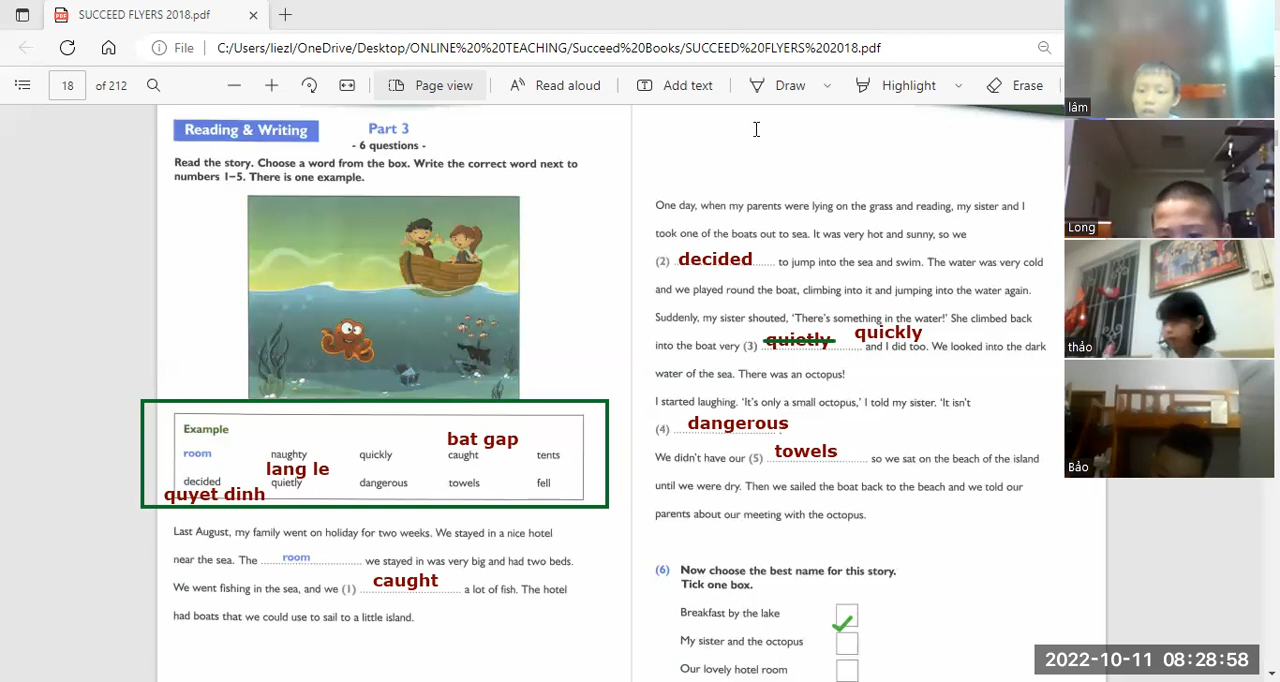 SUCCEED FLYERS 2018.pdf
File C:/Users/liezl/OneDrive/Desktop/ONLINE%20%20TEACHING/Succeed%20Books/SUCCEED%20FLYERS%202018.pdf
18 of 212 Page view Read aloud Add text Draw Highlight Erase
Reading & Writing Part 3
- 6 questions -
Read the story. Choose a word from the box. Write the correct word next to
numbers 1–5. There is one example.
Example
bat gap
room naughty quickly caught tents
lang le
decided quietly dangerous towels fell
quyet dinh
Last August, my family went on holiday for two weeks. We stayed in a nice hotel
near the sea. The room we stayed in was very big and had two beds.
We went fishing in the sea, and we (1) caught a lot of fish. The hotel
had boats that we could use to sail to a little island.
One day, when my parents were lying on the grass and reading, my sister and I
took one of the boats out to sea. It was very hot and sunny, so we
(2) decided to jump into the sea and swim. The water was very cold
and we played round the boat, climbing into it and jumping into the water again.
Suddenly, my sister shouted, ‘There’s something in the water!’ She climbed back
into the boat very (3) quietly quickly and I did too. We looked into the dark
water of the sea. There was an octopus!
I started laughing. ‘It’s only a small octopus,’ I told my sister. ‘It isn’t
(4) dangerous .
We didn’t have our (5) towels so we sat on the beach of the island
until we were dry. Then we sailed the boat back to the beach and we told our
parents about our meeting with the octopus.
(6) Now choose the best name for this story.
Tick one box.
Breakfast by the lake
My sister and the octopus
Our lovely hotel room
lâm
Long
thảo
Bảo
2022-10-11 08:28:58